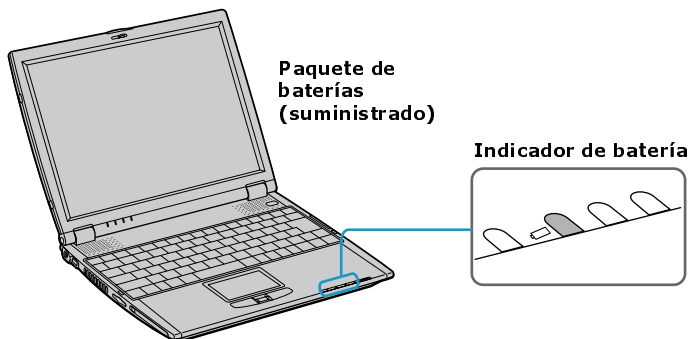 Paquete de
baterías
(suministrado)
Indicador de batería